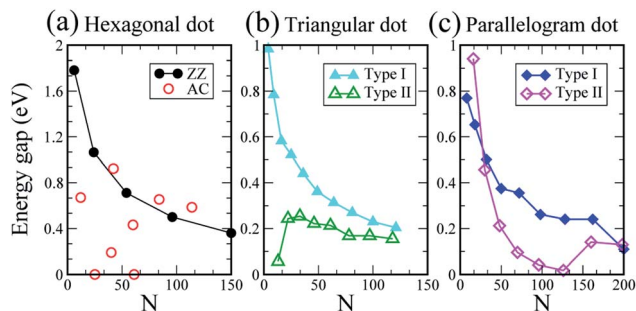 (a) Hexagonal dot
(b) Triangular dot
(c) Parallelogram dot
Energy gap (eV)
2
1.6
1.2
0.8
0.4
0
ZZ
AC
0 50 100 150
N
1
0.8
0.6
0.4
0.2
0
Type I
Type II
0 50 100 150
N
1
0.8
0.6
0.4
0.2
0
Type I
Type II
0 50 100 150 200
N